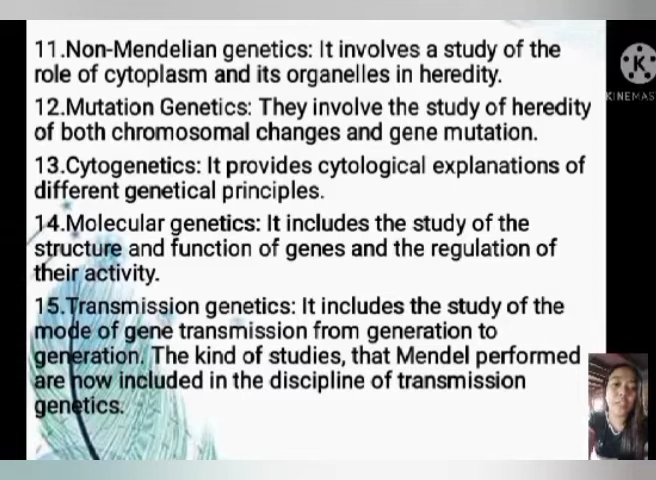 11.Non-Mendelian genetics: It involves a study of the
role of cytoplasm and its organelles in heredity.
12.Mutation Genetics: They involve the study of heredity
of both chromosomal changes and gene mutation.
13.Cytogenetics: It provides cytological explanations of
different genetical principles.
14.Molecular genetics: It includes the study of the
structure and function of genes and the regulation of
their activity.
15.Transmission genetics: It includes the study of the
mode of gene transmission from generation to
generation. The kind of studies, that Mendel performed
are now included in the discipline of transmission
genetics.
K
KINEMAS